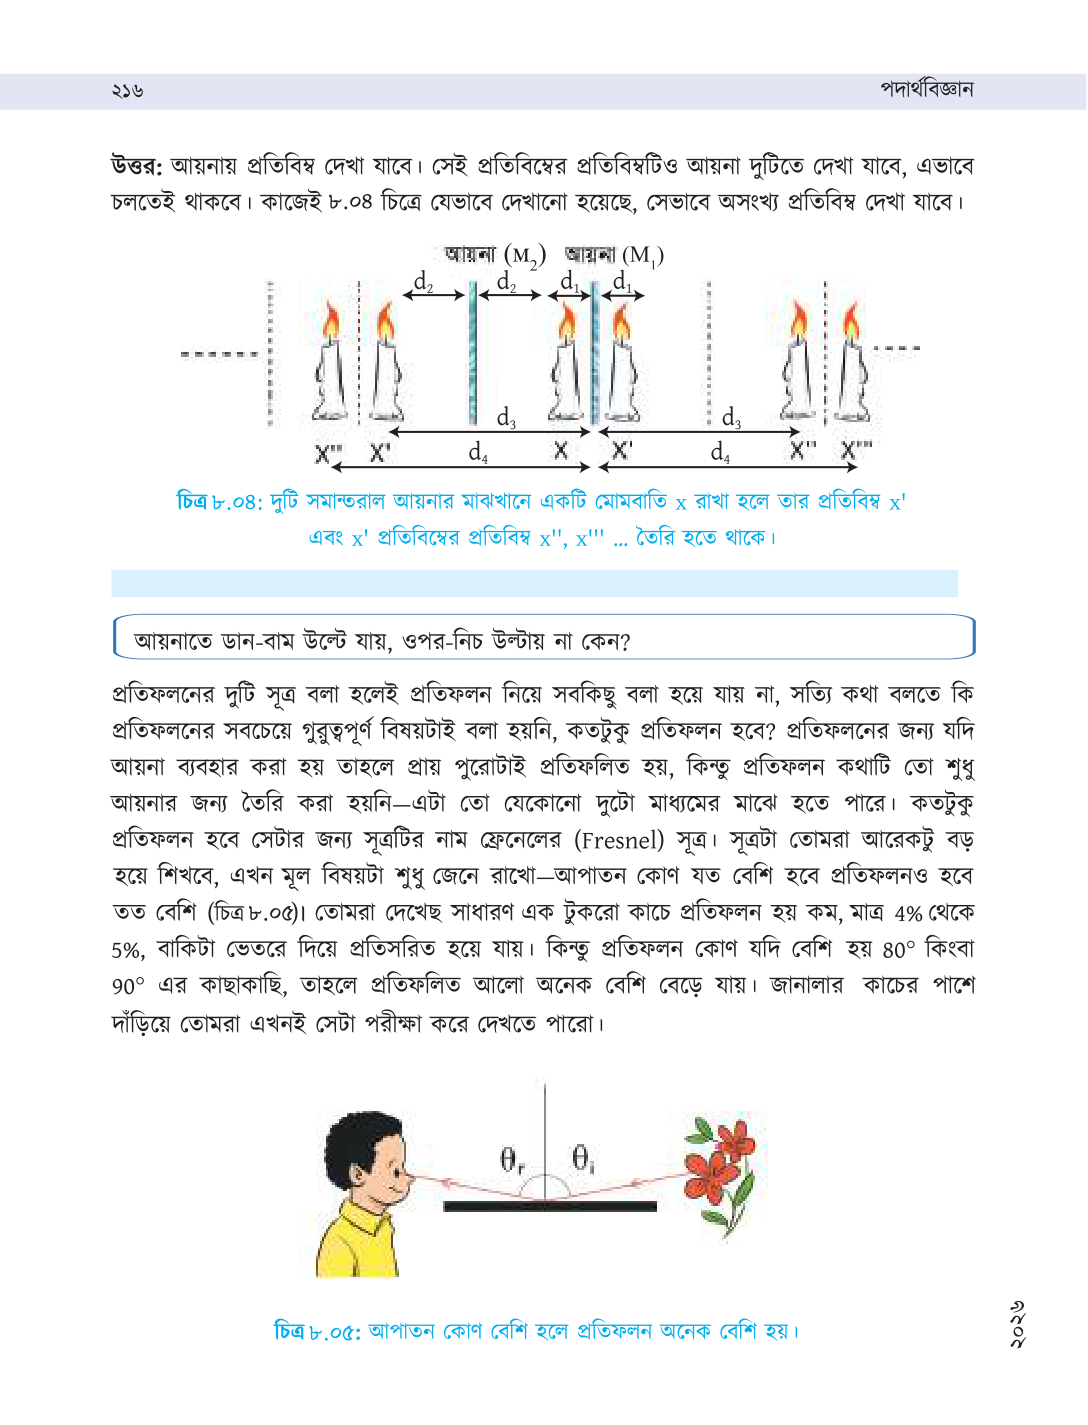 ২১৬ পদার্থবিজ্ঞান
উত্তর: আয়নায় প্রতিবিম্ব দেখা যাবে। সেই প্রতিবিম্বের প্রতিবিম্বটিও আয়না দুটিতে দেখা যাবে, এভাবে
চলতেই থাকবে। কাজেই ৮.০৪ চিত্রে যেভাবে দেখানো হয়েছে, সেভাবে অসংখ্য প্রতিবিম্ব দেখা যাবে।
আয়না (M₂) আয়না (M₁)
d₂ d₂ d₁ d₁
d₃ d₃
X'' X' d₄ X X' d₄ X'' X'''
চিত্র ৮.০৪: দুটি সমান্তরাল আয়নার মাঝখানে একটি মোমবাতি x রাখা হলে তার প্রতিবিম্ব x'
এবং x' প্রতিবিম্বের প্রতিবিম্ব x'', x''' ... তৈরি হতে থাকে।
আয়নাতে ডান-বাম উল্টে যায়, ওপর-নিচ উল্টায় না কেন?
প্রতিফলনের দুটি সূত্র বলা হলেই প্রতিফলন নিয়ে সবকিছু বলা হয়ে যায় না, সত্যি কথা বলতে কি
প্রতিফলনের সবচেয়ে গুরুত্বপূর্ণ বিষয়টাই বলা হয়নি, কতটুকু প্রতিফলন হবে? প্রতিফলনের জন্য যদি
আয়না ব্যবহার করা হয় তাহলে প্রায় পুরোটাই প্রতিফলিত হয়, কিন্তু প্রতিফলন কথাটি তো শুধু
আয়নার জন্য তৈরি করা হয়নি—এটা তো যেকোনো দুটো মাধ্যমের মাঝে হতে পারে। কতটুকু
প্রতিফলন হবে সেটার জন্য সূত্রটির নাম ফ্রেনেলের (Fresnel) সূত্র। সূত্রটা তোমরা আরেকটু বড়
হয়ে শিখবে, এখন মূল বিষয়টা শুধু জেনে রাখো—আপাতন কোণ যত বেশি হবে প্রতিফলনও হবে
তত বেশি (চিত্র ৮.০৫)। তোমরা দেখেছ সাধারণ এক টুকরো কাচে প্রতিফলন হয় কম, মাত্র 4% থেকে
5%, বাকিটা ভেতরে দিয়ে প্রতিসরিত হয়ে যায়। কিন্তু প্রতিফলন কোণ যদি বেশি হয় 80° কিংবা
90° এর কাছাকাছি, তাহলে প্রতিফলিত আলো অনেক বেশি বেড়ে যায়। জানালার কাচের পাশে
দাঁড়িয়ে তোমরা এখনই সেটা পরীক্ষা করে দেখতে পারো।
θᵣ θᵢ
চিত্র ৮.০৫: আপাতন কোণ বেশি হলে প্রতিফলন অনেক বেশি হয়।
২০২৬